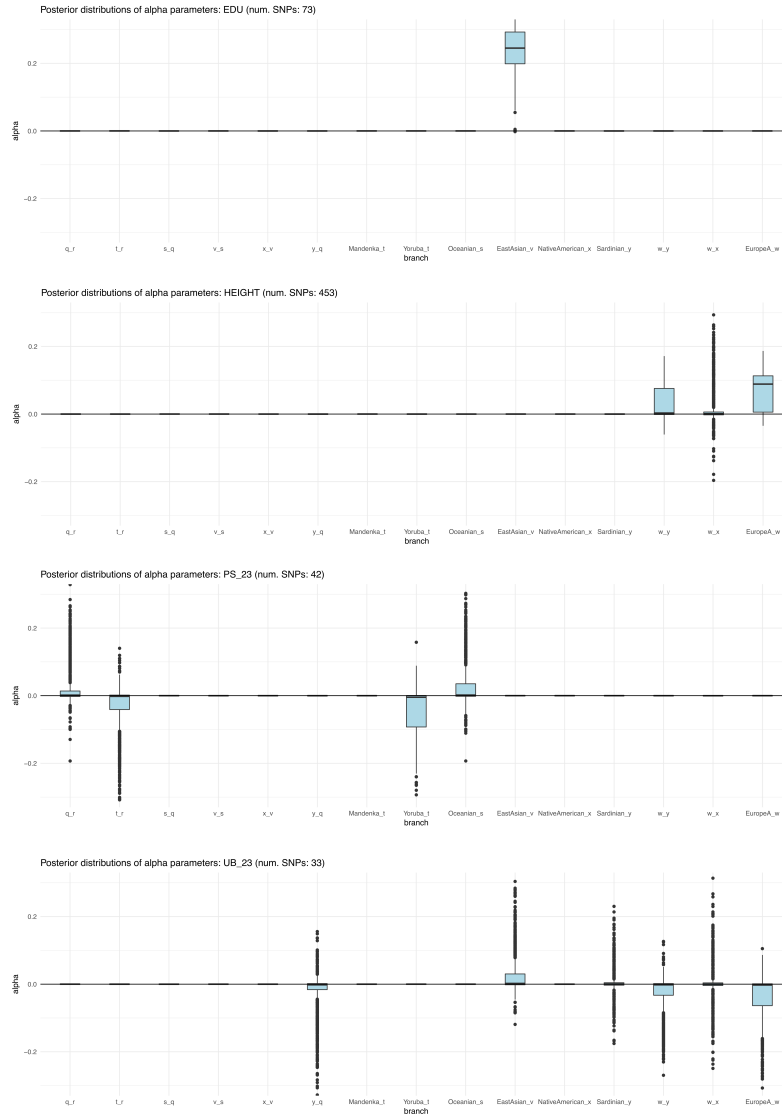 Posterior distributions of alpha parameters: EDU (num. SNPs: 73)
0.2
0.0
−0.2
alpha
q_r t_r s_q v_s x_v y_q Mandenka_t Yoruba_t Oceanian_s EastAsian_v NativeAmerican_x Sardinian_y w_y w_x EuropeA_w
branch
Posterior distributions of alpha parameters: HEIGHT (num. SNPs: 453)
0.2
0.0
−0.2
alpha
q_r t_r s_q v_s x_v y_q Mandenka_t Yoruba_t Oceanian_s EastAsian_v NativeAmerican_x Sardinian_y w_y w_x EuropeA_w
branch
Posterior distributions of alpha parameters: PS_23 (num. SNPs: 42)
0.2
0.0
−0.2
alpha
q_r t_r s_q v_s x_v y_q Mandenka_t Yoruba_t Oceanian_s EastAsian_v NativeAmerican_x Sardinian_y w_y w_x EuropeA_w
branch
Posterior distributions of alpha parameters: UB_23 (num. SNPs: 33)
0.2
0.0
−0.2
alpha
q_r t_r s_q v_s x_v y_q Mandenka_t Yoruba_t Oceanian_s EastAsian_v NativeAmerican_x Sardinian_y w_y w_x EuropeA_w
branch